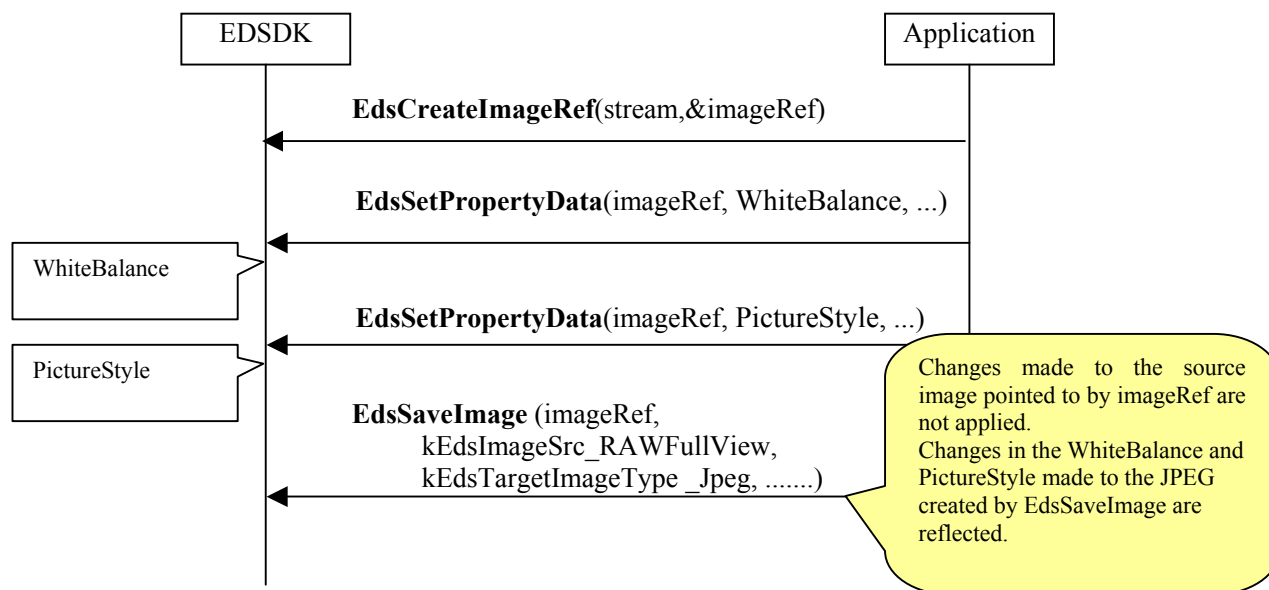 EDSDK
Application
EdsCreateImageRef(stream,&imageRef)
EdsSetPropertyData(imageRef, WhiteBalance, ...)
WhiteBalance
EdsSetPropertyData(imageRef, PictureStyle, ...)
PictureStyle
EdsSaveImage (imageRef,
kEdsImageSrc_RAWFullView,
kEdsTargetImageType _Jpeg, .......)
Changes made to the source
image pointed to by imageRef are
not applied.
Changes in the WhiteBalance and
PictureStyle made to the JPEG
created by EdsSaveImage are
reflected.